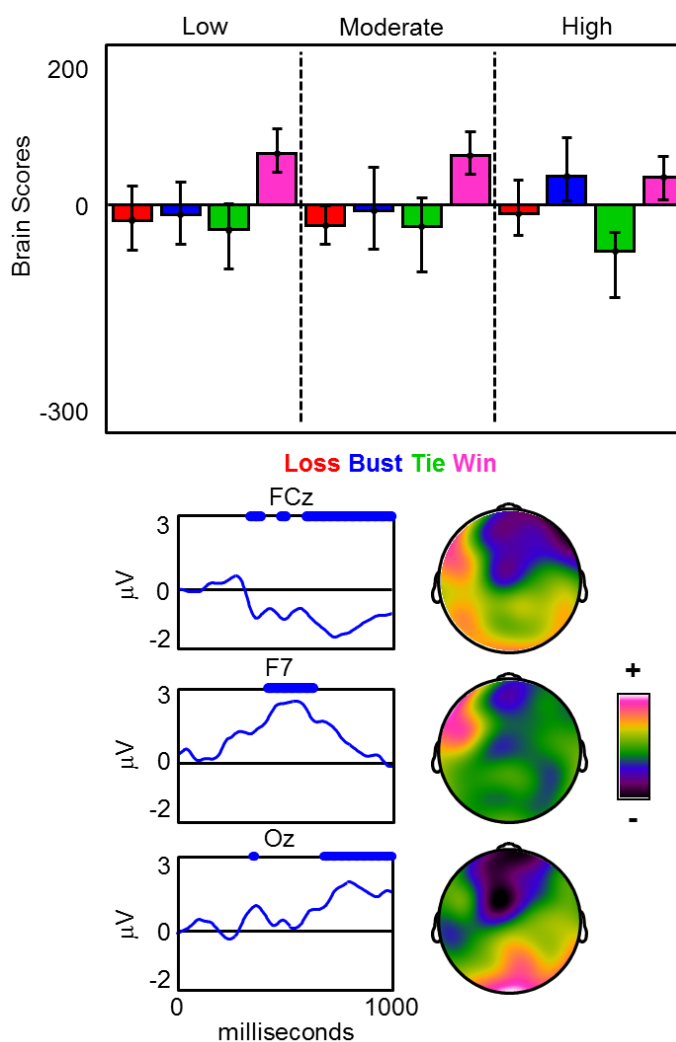 Low Moderate High
200
0
-300
Brain Scores
Loss Bust Tie Win
FCz
3
0
-2
µV
F7
3
0
-2
µV
+
-
Oz
3
0
-2
µV
0 1000
milliseconds